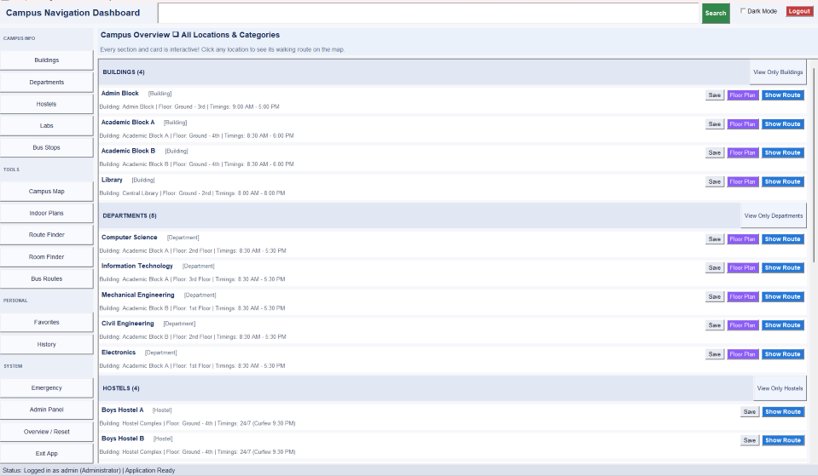 Campus Navigation Dashboard
Search
Dark Mode
Logout
CAMPUS INFO
Buildings
Departments
Hostels
Labs
Bus Stops
TOOLS
Campus Map
Indoor Plans
Route Finder
Room Finder
Bus Routes
PERSONAL
Favorites
History
SYSTEM
Emergency
Admin Panel
Overview / Reset
Exit App
Campus Overview ❏ All Locations & Categories
Every section and card is interactive! Click any location to see its walking route on the map.
BUILDINGS (4)
View Only Buildings
Admin Block [Building]
Save Floor Plan Show Route
Building: Admin Block | Floor: Ground - 3rd | Timings: 9:00 AM - 5:00 PM
Academic Block A [Building]
Save Floor Plan Show Route
Building: Academic Block A | Floor: Ground - 4th | Timings: 8:30 AM - 6:00 PM
Academic Block B [Building]
Save Floor Plan Show Route
Building: Academic Block B | Floor: Ground - 4th | Timings: 8:30 AM - 6:00 PM
Library [Building]
Save Floor Plan Show Route
Building: Central Library | Floor: Ground - 2nd | Timings: 8:00 AM - 8:00 PM
DEPARTMENTS (5)
View Only Departments
Computer Science [Department]
Save Floor Plan Show Route
Building: Academic Block A | Floor: 2nd Floor | Timings: 8:30 AM - 5:30 PM
Information Technology [Department]
Save Floor Plan Show Route
Building: Academic Block A | Floor: 3rd Floor | Timings: 8:30 AM - 5:30 PM
Mechanical Engineering [Department]
Save Floor Plan Show Route
Building: Academic Block B | Floor: 1st Floor | Timings: 8:30 AM - 5:30 PM
Civil Engineering [Department]
Save Floor Plan Show Route
Building: Academic Block B | Floor: 2nd Floor | Timings: 8:30 AM - 5:30 PM
Electronics [Department]
Save Floor Plan Show Route
Building: Academic Block A | Floor: 1st Floor | Timings: 8:30 AM - 5:30 PM
HOSTELS (4)
View Only Hostels
Boys Hostel A [Hostel]
Save Show Route
Building: Hostel Complex | Floor: Ground - 4th | Timings: 24/7 (Curfew 9:30 PM)
Boys Hostel B [Hostel]
Save Show Route
Building: Hostel Complex | Floor: Ground - 4th | Timings: 24/7 (Curfew 9:30 PM)
Status: Logged in as admin (Administrator) | Application Ready